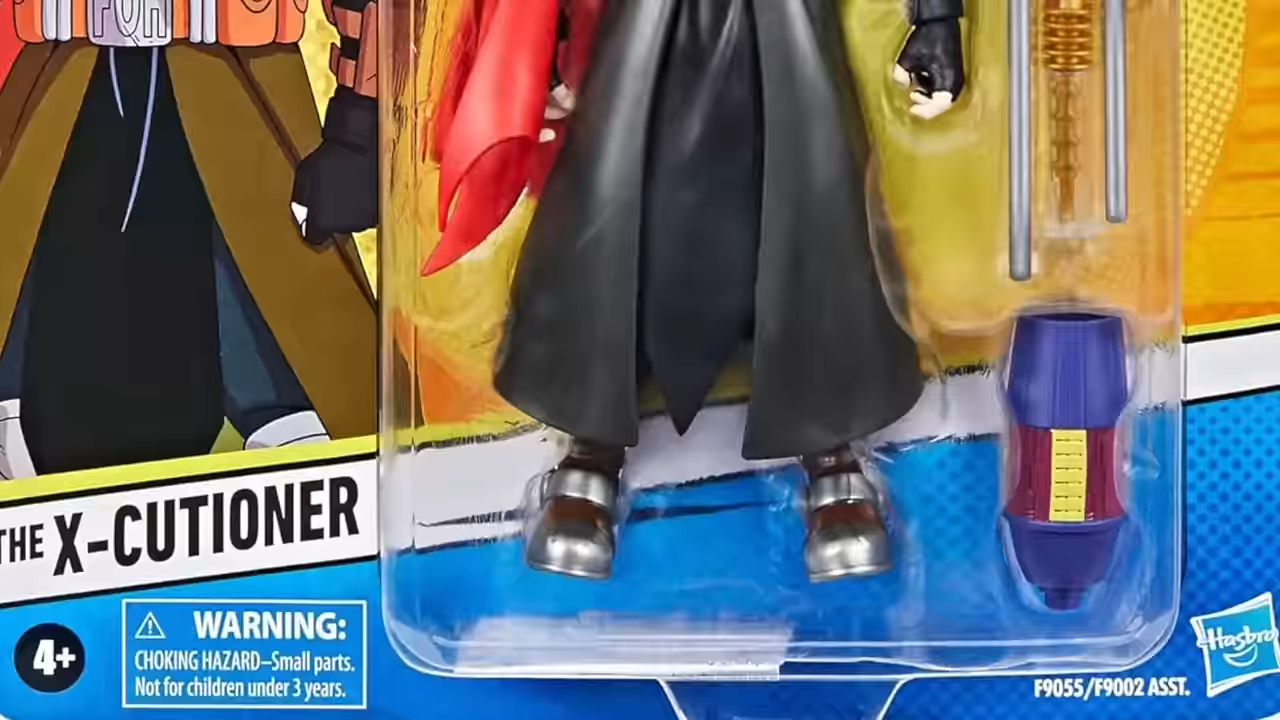 THE X-CUTIONER
4+
WARNING:
CHOKING HAZARD–Small parts.
Not for children under 3 years.
F9055/F9002 ASST.
Hasbro